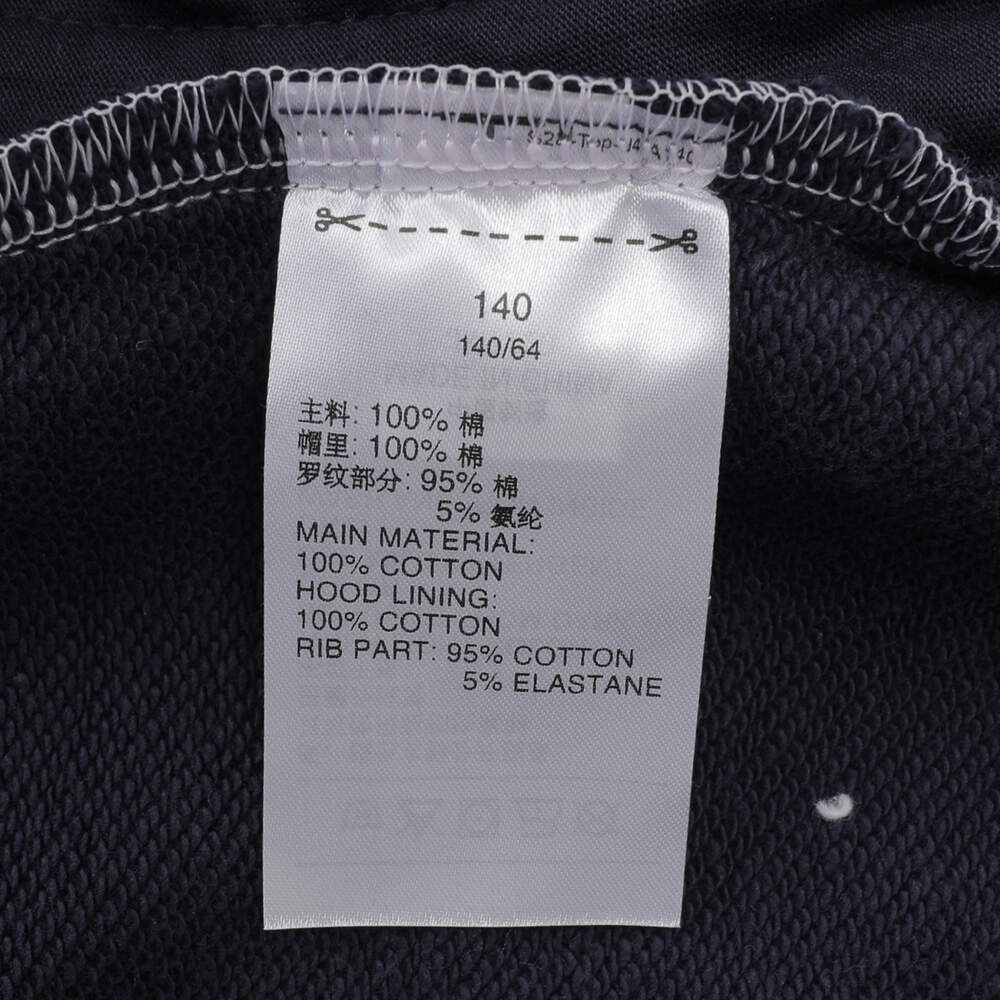 140
140/64
主料: 100% 棉
帽里: 100% 棉
罗纹部分: 95% 棉
5% 氨纶
MAIN MATERIAL:
100% COTTON
HOOD LINING:
100% COTTON
RIB PART: 95% COTTON
5% ELASTANE